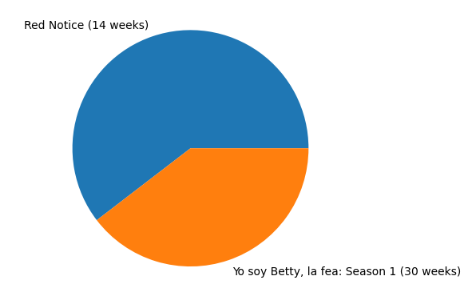 Red Notice (14 weeks)
Yo soy Betty, la fea: Season 1 (30 weeks)